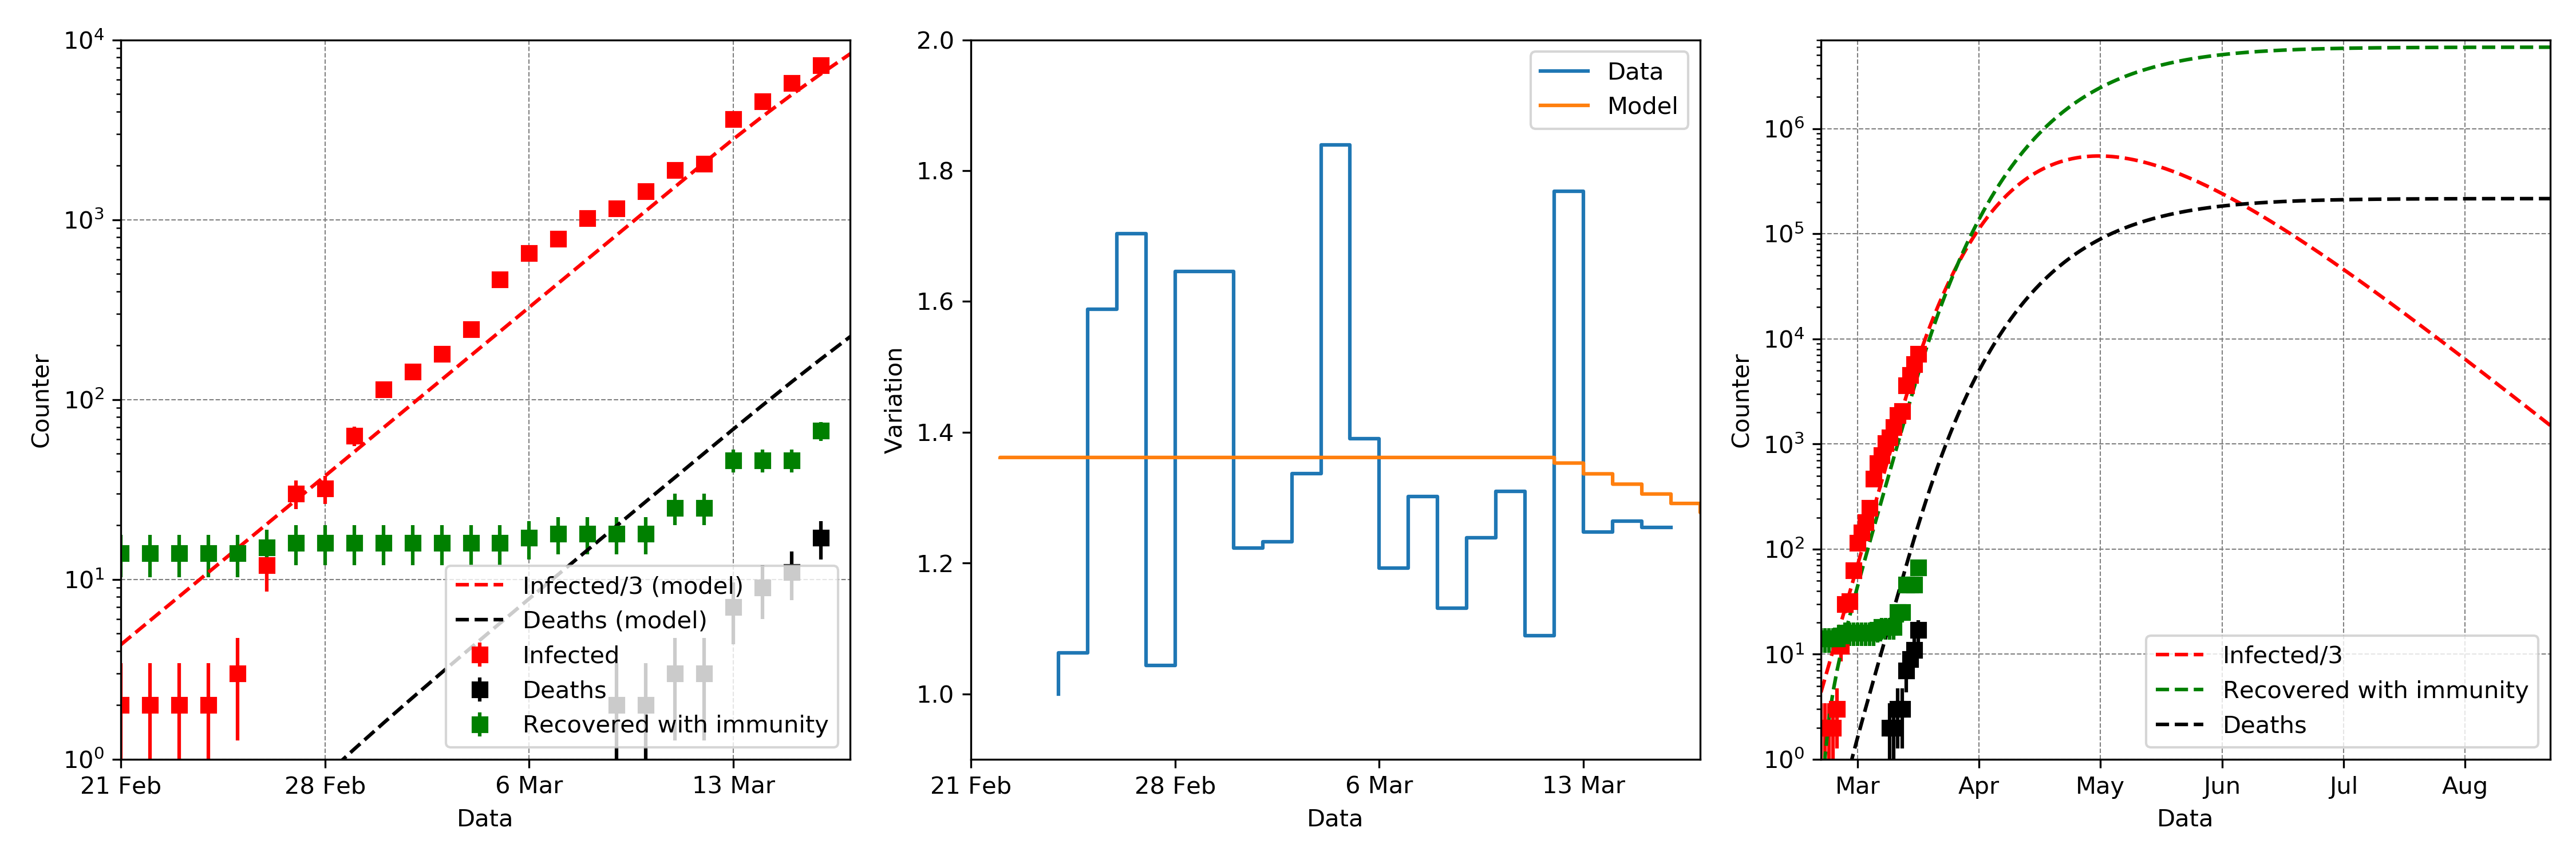 10^4
10^3
10^2
10^1
10^0
Counter
21 Feb
28 Feb
6 Mar
13 Mar
Data
Infected/3 (model)
Deaths (model)
Infected
Deaths
Recovered with immunity
2.0
1.8
1.6
1.4
1.2
1.0
Variation
21 Feb
28 Feb
6 Mar
13 Mar
Data
Data
Model
10^6
10^5
10^4
10^3
10^2
10^1
10^0
Counter
Mar
Apr
May
Jun
Jul
Aug
Data
Infected/3
Recovered with immunity
Deaths